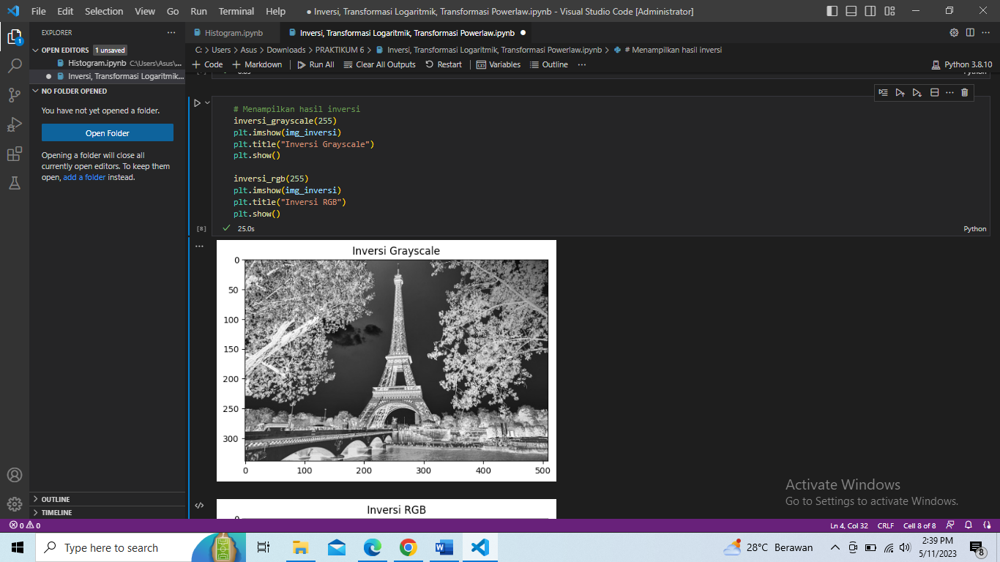 File Edit Selection View Go Run Terminal Help
● Inversi, Transformasi Logaritmik, Transformasi Powerlaw.ipynb - Visual Studio Code [Administrator]
EXPLORER
OPEN EDITORS 1 unsaved
Histogram.ipynb C:\Users\Asus\...
Inversi, Transformasi Logaritmik...
NO FOLDER OPENED
You have not yet opened a folder.
Open Folder
Opening a folder will close all
currently open editors. To keep them
open, add a folder instead.
OUTLINE
TIMELINE
1
Histogram.ipynb
Inversi, Transformasi Logaritmik, Transformasi Powerlaw.ipynb
C: > Users > Asus > Downloads > PRAKTIKUM 6 > Inversi, Transformasi Logaritmik, Transformasi Powerlaw.ipynb > # Menampilkan hasil inversi
+ Code + Markdown Run All Clear All Outputs Restart Variables Outline ... Python 3.8.10
# Menampilkan hasil inversi
inversi_grayscale(255)
plt.imshow(img_inversi)
plt.title("Inversi Grayscale")
plt.show()
inversi_rgb(255)
plt.imshow(img_inversi)
plt.title("Inversi RGB")
plt.show()
[8] 25.0s Python
Inversi Grayscale
0
50
100
150
200
250
300
0 100 200 300 400 500
Inversi RGB
Activate Windows
Go to Settings to activate Windows.
0 0
Ln 4, Col 32 CRLF Cell 8 of 8
Type here to search
28°C Berawan
2:39 PM
5/11/2023
8